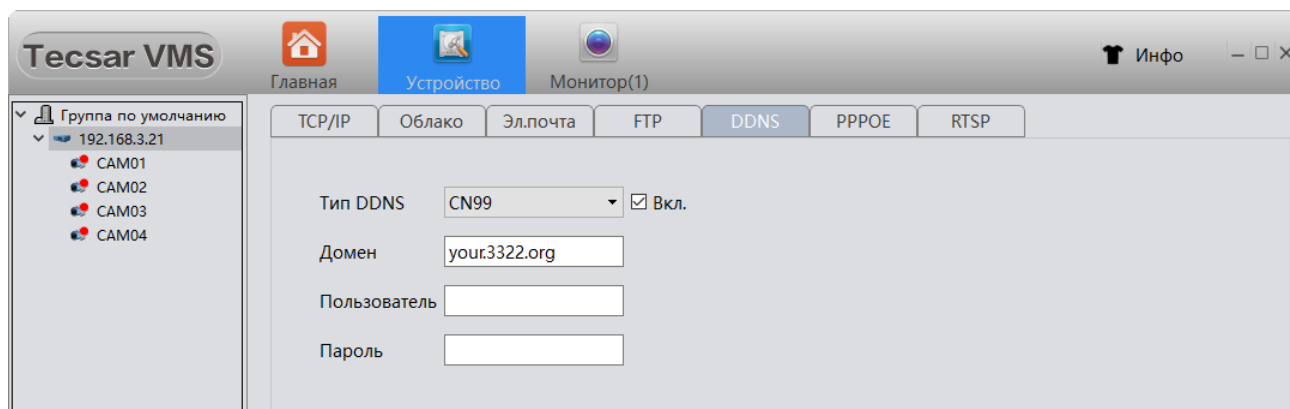 Tecsar VMS
Главная
Устройство
Монитор(1)
Инфо
Группа по умолчанию
192.168.3.21
CAM01
CAM02
CAM03
CAM04
TCP/IP Облако Эл.почта FTP DDNS PPPOE RTSP
Тип DDNS CN99 Вкл.
Домен your.3322.org
Пользователь
Пароль